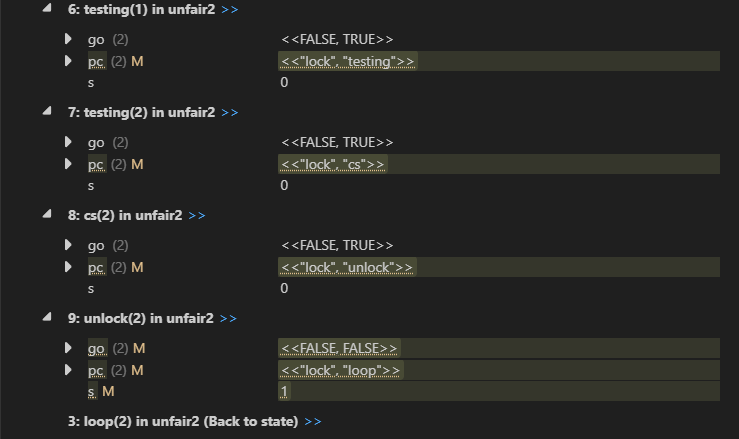 6: testing(1) in unfair2 >>
go (2) <<FALSE, TRUE>>
pc (2) M <<"lock", "testing">>
s 0
7: testing(2) in unfair2 >>
go (2) <<FALSE, TRUE>>
pc (2) M <<"lock", "cs">>
s 0
8: cs(2) in unfair2 >>
go (2) <<FALSE, TRUE>>
pc (2) M <<"lock", "unlock">>
s 0
9: unlock(2) in unfair2 >>
go (2) M <<FALSE, FALSE>>
pc (2) M <<"lock", "loop">>
s M 1
3: loop(2) in unfair2 (Back to state) >>